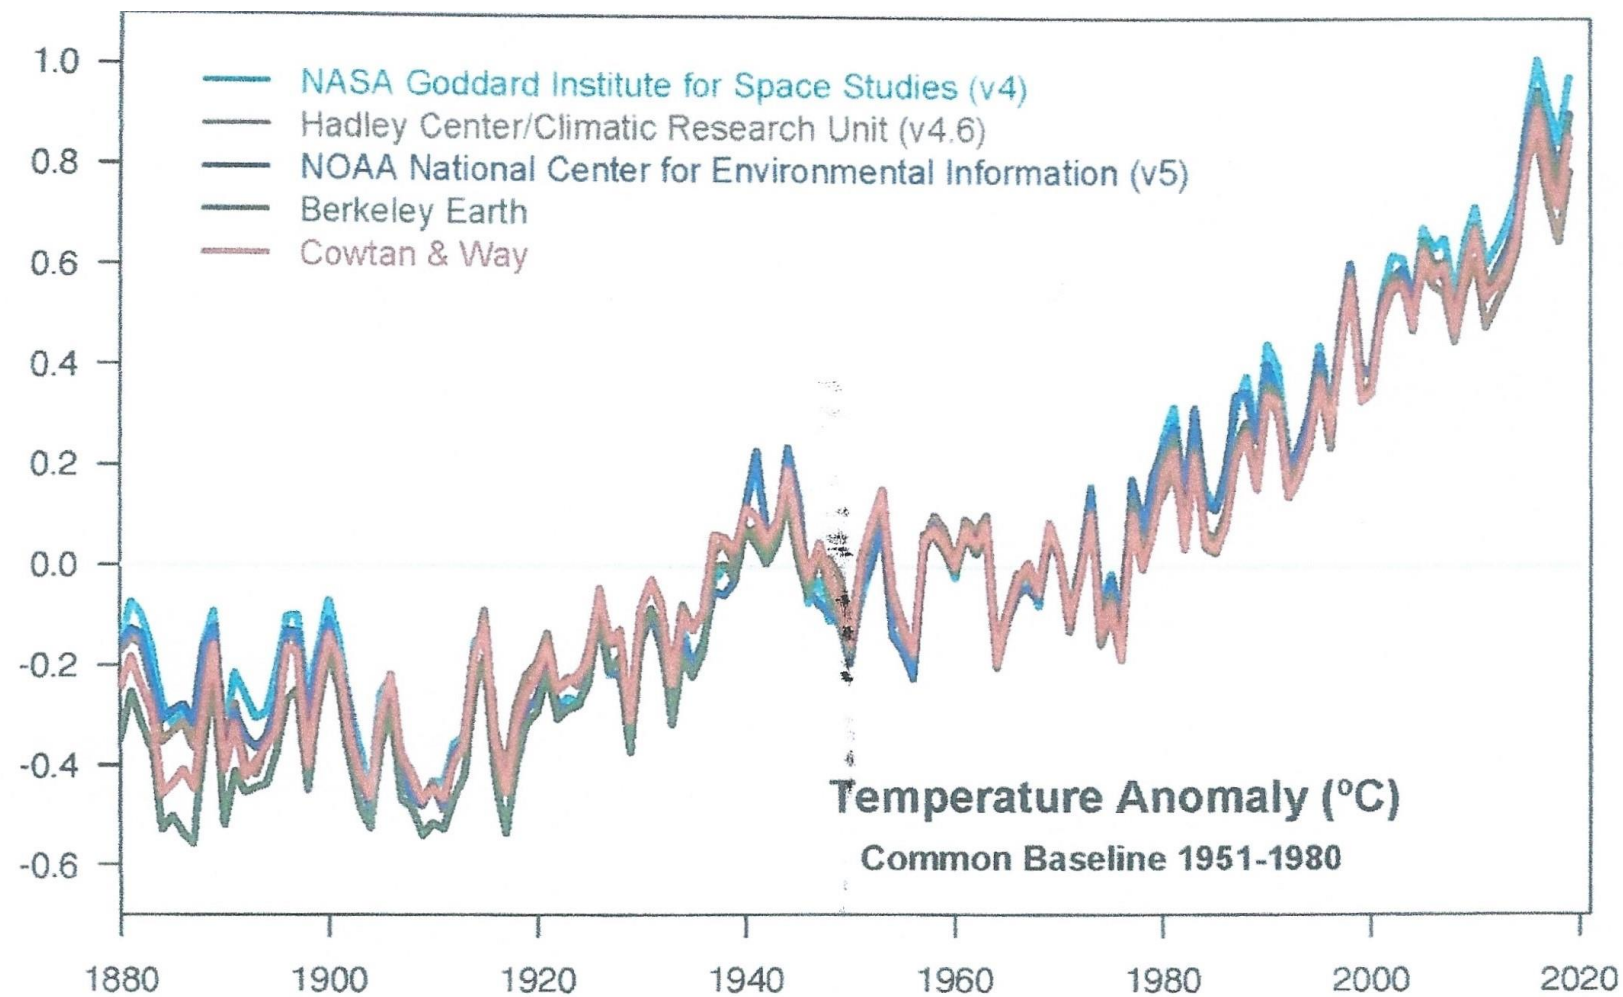 1.0
0.8
0.6
0.4
0.2
0.0
-0.2
-0.4
-0.6
NASA Goddard Institute for Space Studies (v4)
Hadley Center/Climatic Research Unit (v4.6)
NOAA National Center for Environmental Information (v5)
Berkeley Earth
Cowtan & Way
Temperature Anomaly (ºC)
Common Baseline 1951-1980
1880 1900 1920 1940 1960 1980 2000 2020